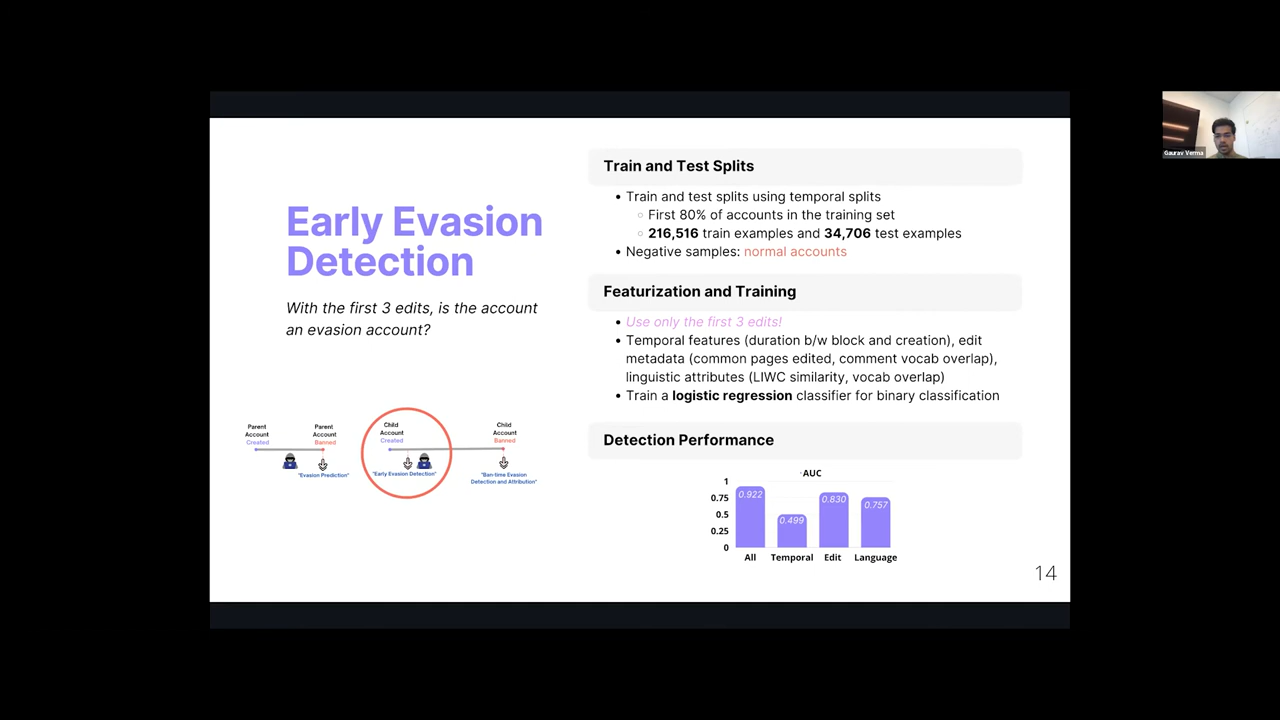 Early Evasion
Detection
With the first 3 edits, is the account
an evasion account?
Parent
Account
Created
Parent
Account
Banned
"Evasion Prediction"
Child
Account
Created
"Early Evasion Detection"
Child
Account
Banned
"Ban-time Evasion
Detection and Attribution"
Train and Test Splits
• Train and test splits using temporal splits
○ First 80% of accounts in the training set
○ 216,516 train examples and 34,706 test examples
• Negative samples: normal accounts
Featurization and Training
• Use only the first 3 edits!
• Temporal features (duration b/w block and creation), edit
metadata (common pages edited, comment vocab overlap),
linguistic attributes (LIWC similarity, vocab overlap)
• Train a logistic regression classifier for binary classification
Detection Performance
AUC
1
0.75
0.5
0.25
0
0.922
0.499
0.830
0.757
All Temporal Edit Language
14
Gaurav Verma